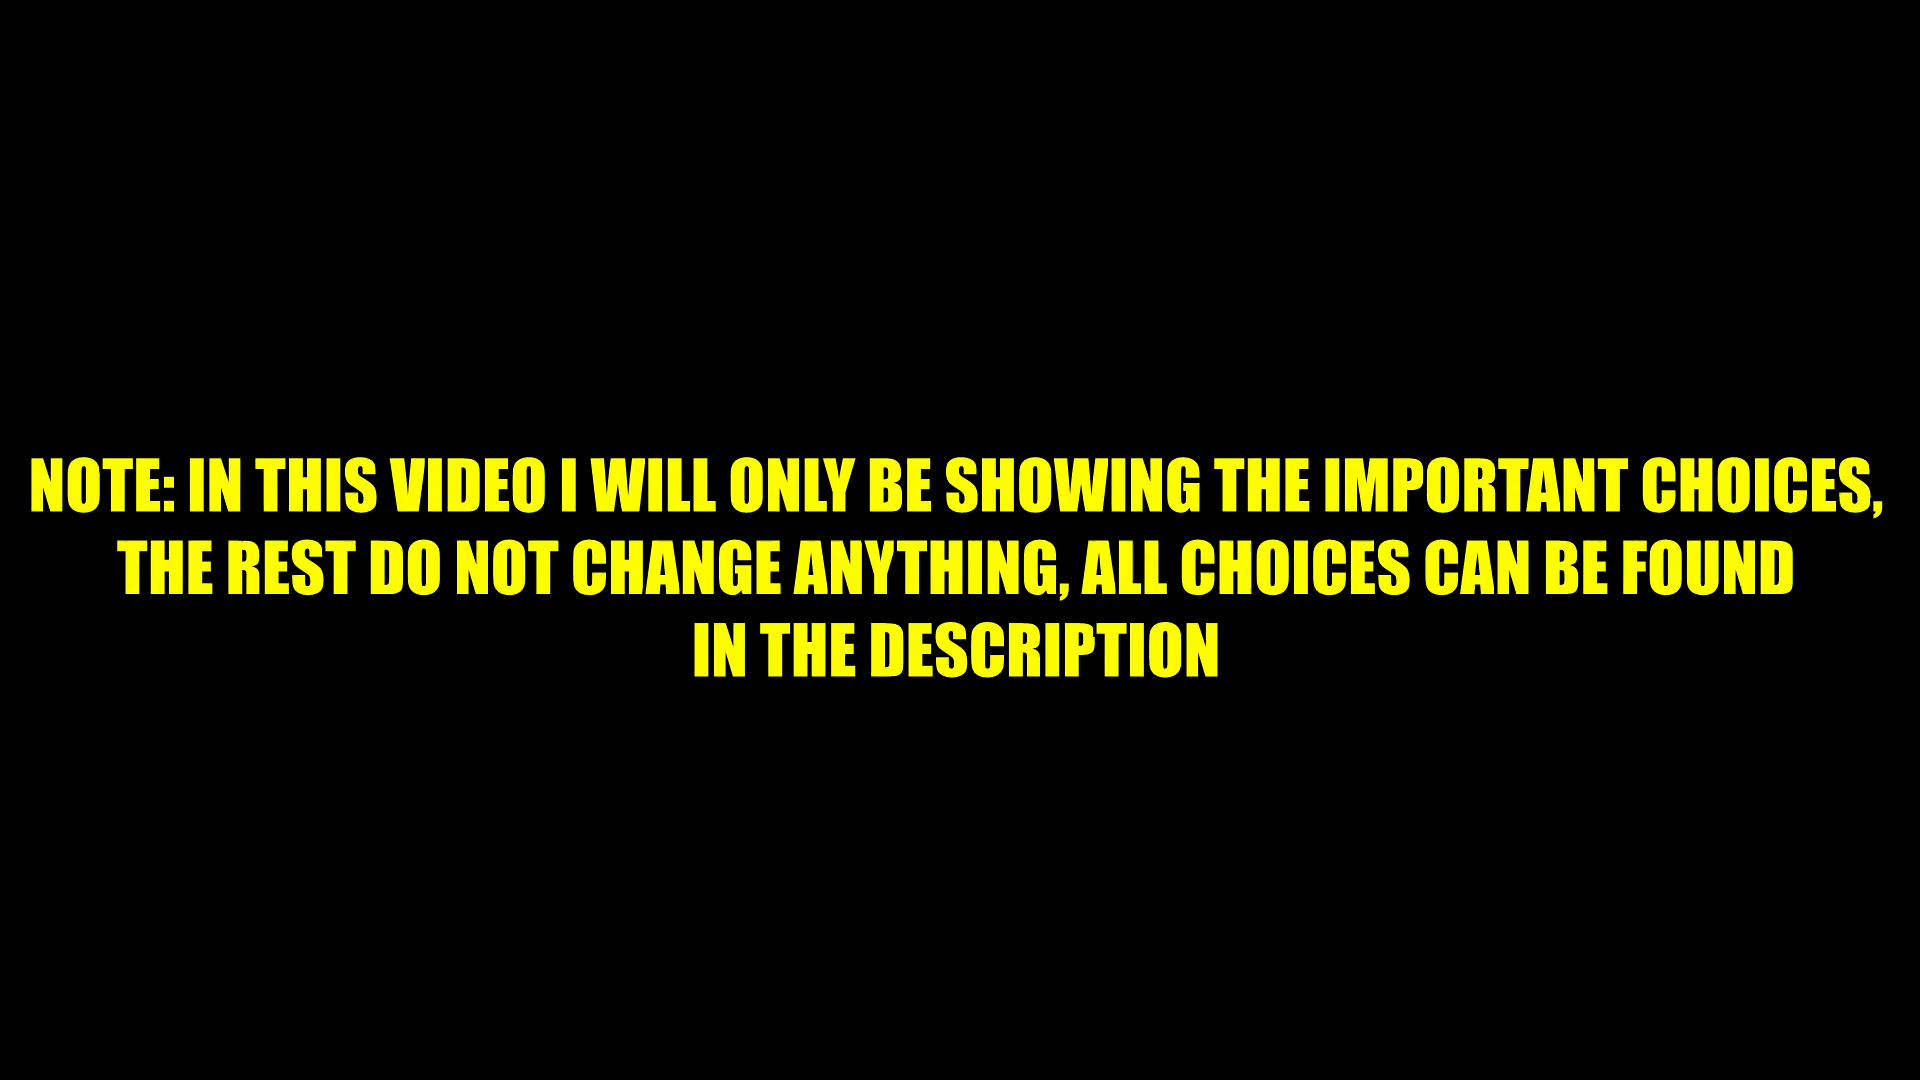 NOTE: IN THIS VIDEO I WILL ONLY BE SHOWING THE IMPORTANT CHOICES,
THE REST DO NOT CHANGE ANYTHING, ALL CHOICES CAN BE FOUND
IN THE DESCRIPTION